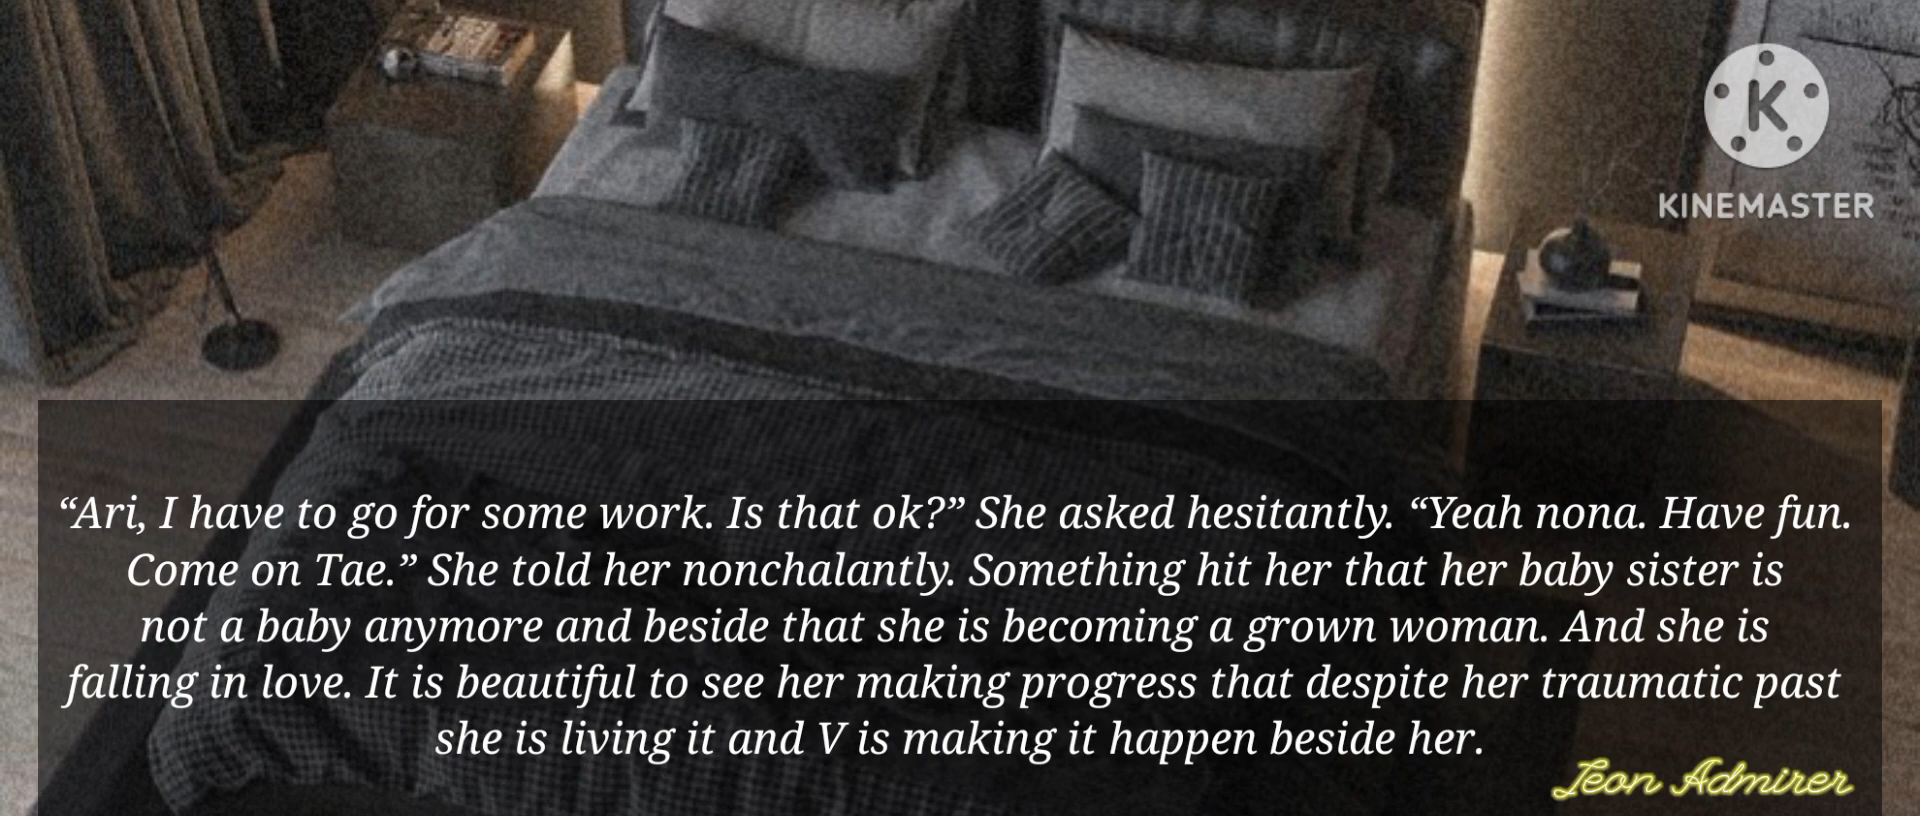 K
KINEMASTER
“Ari, I have to go for some work. Is that ok?” She asked hesitantly. “Yeah nona. Have fun.
Come on Tae.” She told her nonchalantly. Something hit her that her baby sister is
not a baby anymore and beside that she is becoming a grown woman. And she is
falling in love. It is beautiful to see her making progress that despite her traumatic past
she is living it and V is making it happen beside her.
Jeon Admirer